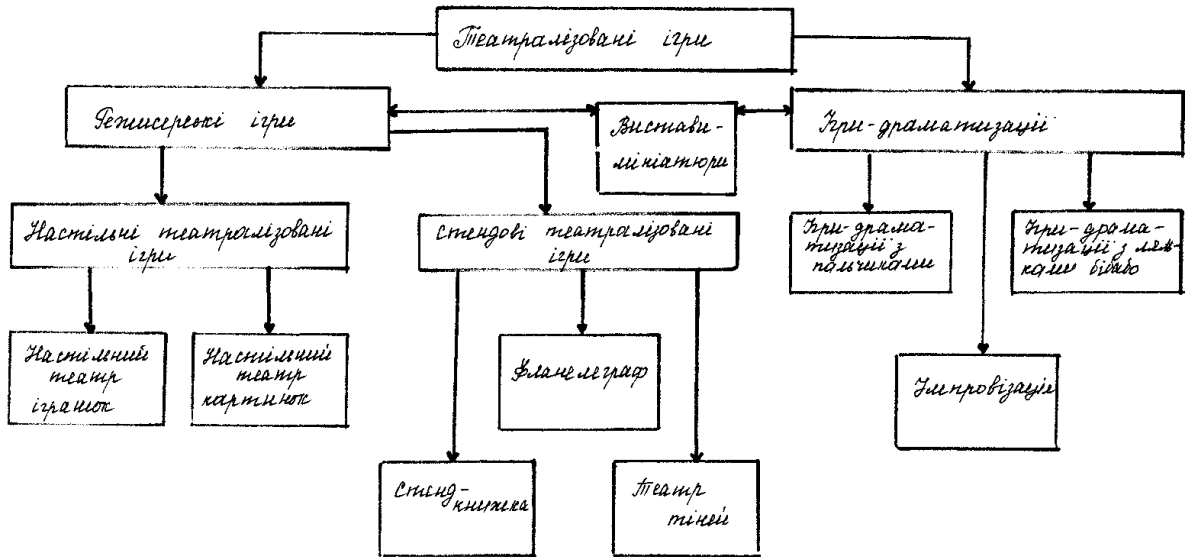 Театралізовані ігри
Режисерські ігри
Вистави-
мініатюри
Ігри-драматизації
Настільні театралізовані
ігри
Стендові театралізовані
ігри
Ігри-драма-
тизації з
пальчиками
Ігри-драма-
тизації з ляль-
ками бібабо
Настільний
театр
іграшок
Настільний
театр
картинок
Фланелеграф
Імпровізація
Стенд-
книжка
Театр
тіней